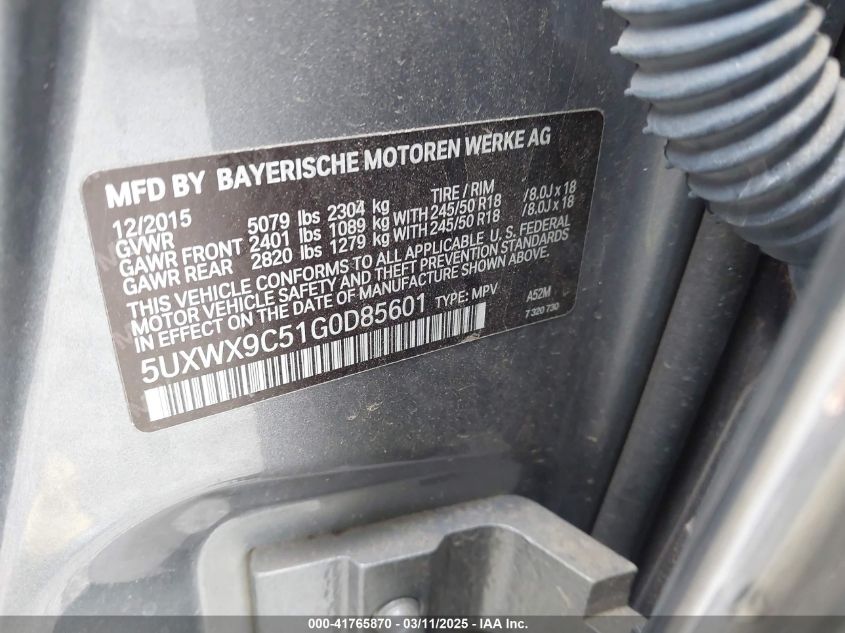 MFD BY BAYERISCHE MOTOREN WERKE AG
12/2015 TIRE / RIM
GVWR 5079 lbs 2304 kg
GAWR FRONT 2401 lbs 1089 kg WITH 245/50 R18 /8.0J x 18
GAWR REAR 2820 lbs 1279 kg WITH 245/50 R18 /8.0J x 18
THIS VEHICLE CONFORMS TO ALL APPLICABLE U.S. FEDERAL
MOTOR VEHICLE SAFETY AND THEFT PREVENTION STANDARDS
IN EFFECT ON THE DATE OF MANUFACTURE SHOWN ABOVE.
5UXWX9C51G0D85601 TYPE: MPV A52M
7 320 730
000-41765870 / 03/11/2025 - IAA Inc.